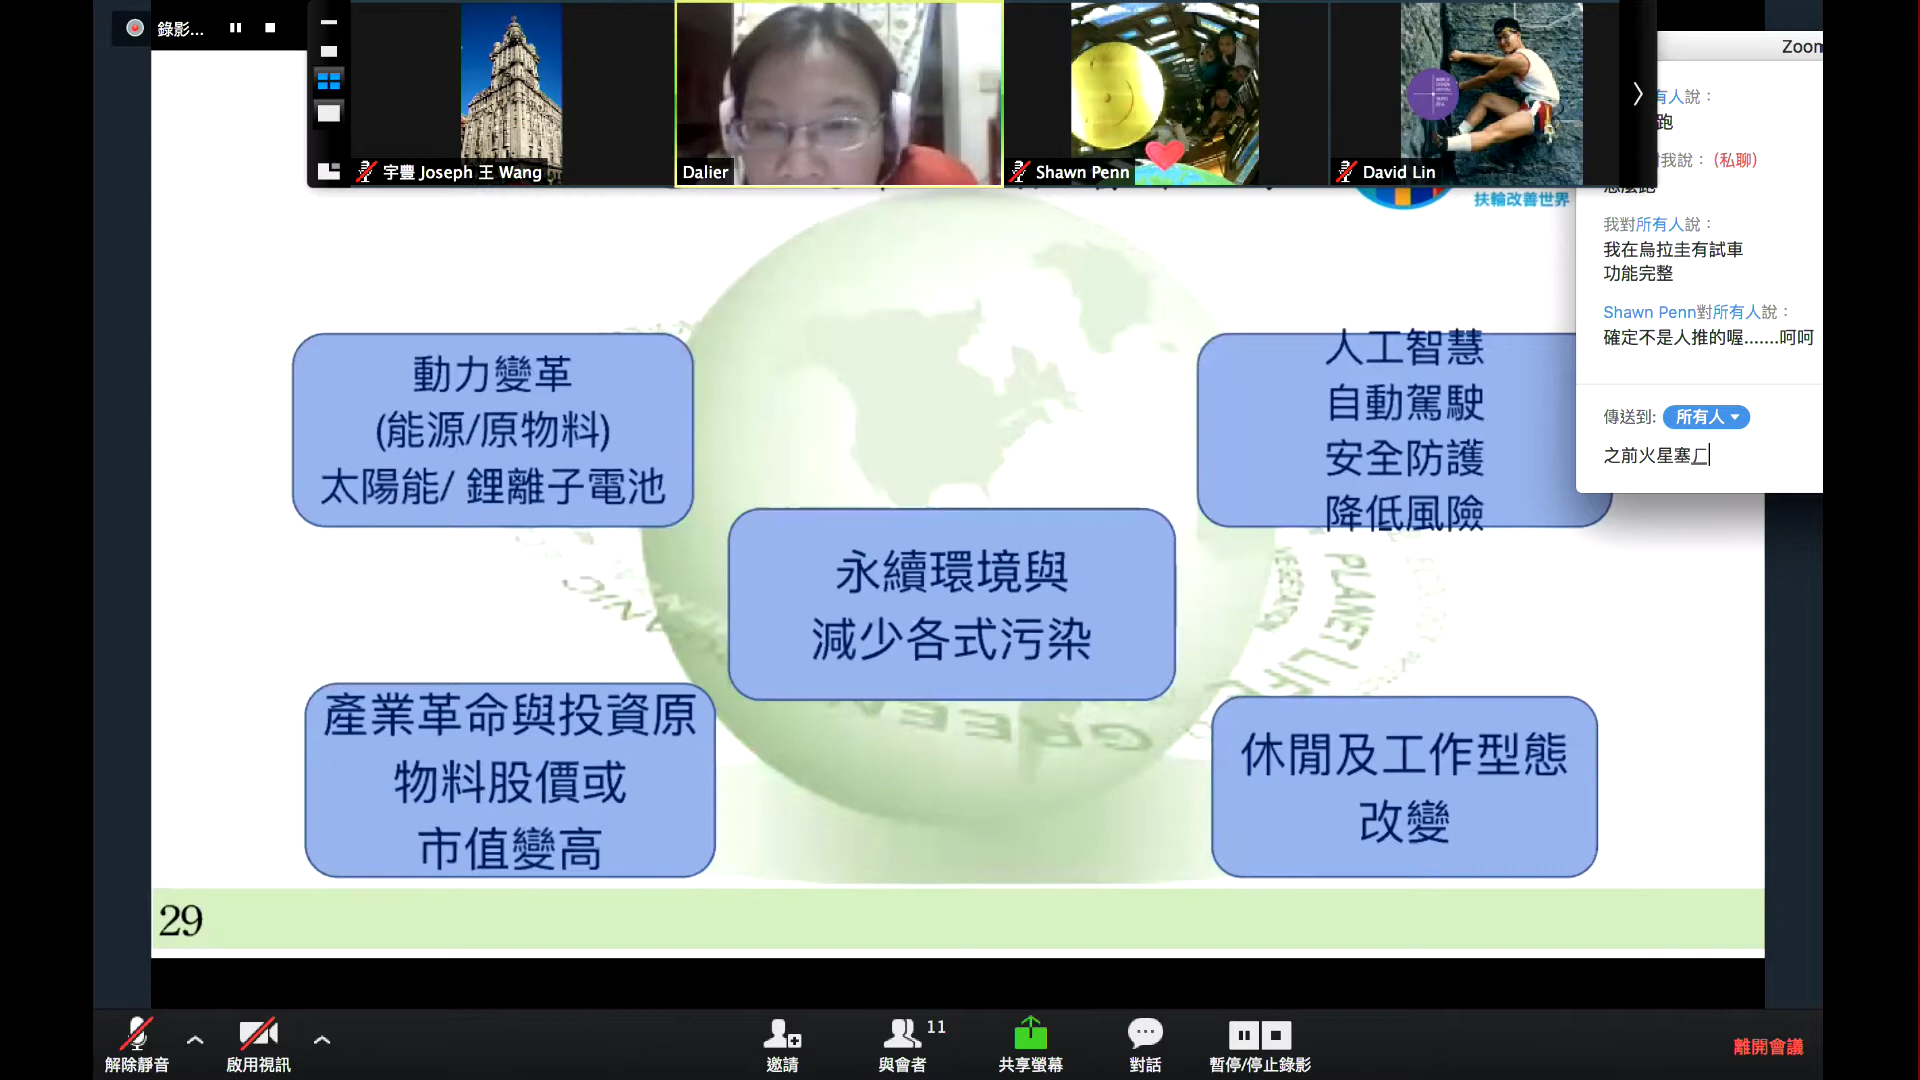 錄影...
宇豐 Joseph 王 Wang
Dalier
Shawn Penn
David Lin
扶輪改善世界
動力變革
(能源/原物料)
太陽能/ 鋰離子電池
人工智慧
自動駕駛
安全防護
降低風險
永續環境與
減少各式污染
產業革命與投資原
物料股價或
市值變高
休閒及工作型態
改變
PLANET LIFE
GREEN
29
Zoom
有人說：
跑
對我說： (私聊)
我對所有人說：
我在烏拉圭有試車
功能完整
Shawn Penn對所有人說：
確定不是人推的喔.......呵呵
傳送到: 所有人
之前火星塞ㄏ
解除靜音
啟用視訊
邀請
與會者
11
共享螢幕
對話
暫停/停止錄影
離開會議